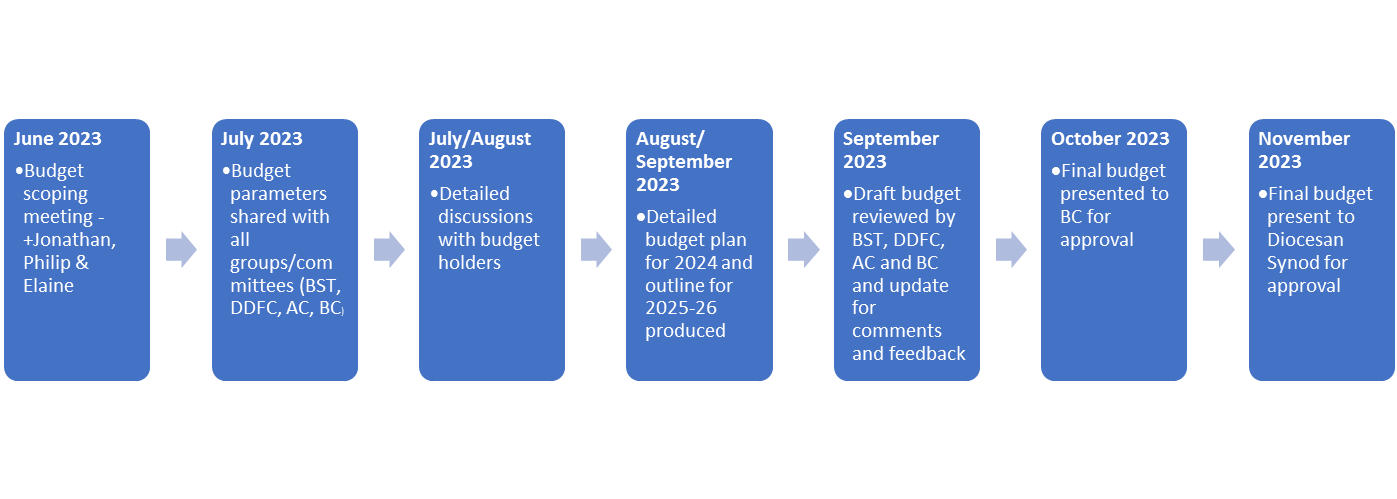 June 2023
•Budget
scoping
meeting -
+Jonathan,
Philip &
Elaine
July 2023
•Budget
parameters
shared with
all
groups/com
mittees (BST,
DDFC, AC, BC)
July/August
2023
•Detailed
discussions
with budget
holders
August/
September
2023
•Detailed
budget plan
for 2024 and
outline for
2025-26
produced
September
2023
•Draft budget
reviewed by
BST, DDFC,
AC and BC
and update
for
comments
and feedback
October 2023
•Final budget
presented to
BC for
approval
November
2023
•Final budget
present to
Diocesan
Synod for
approval